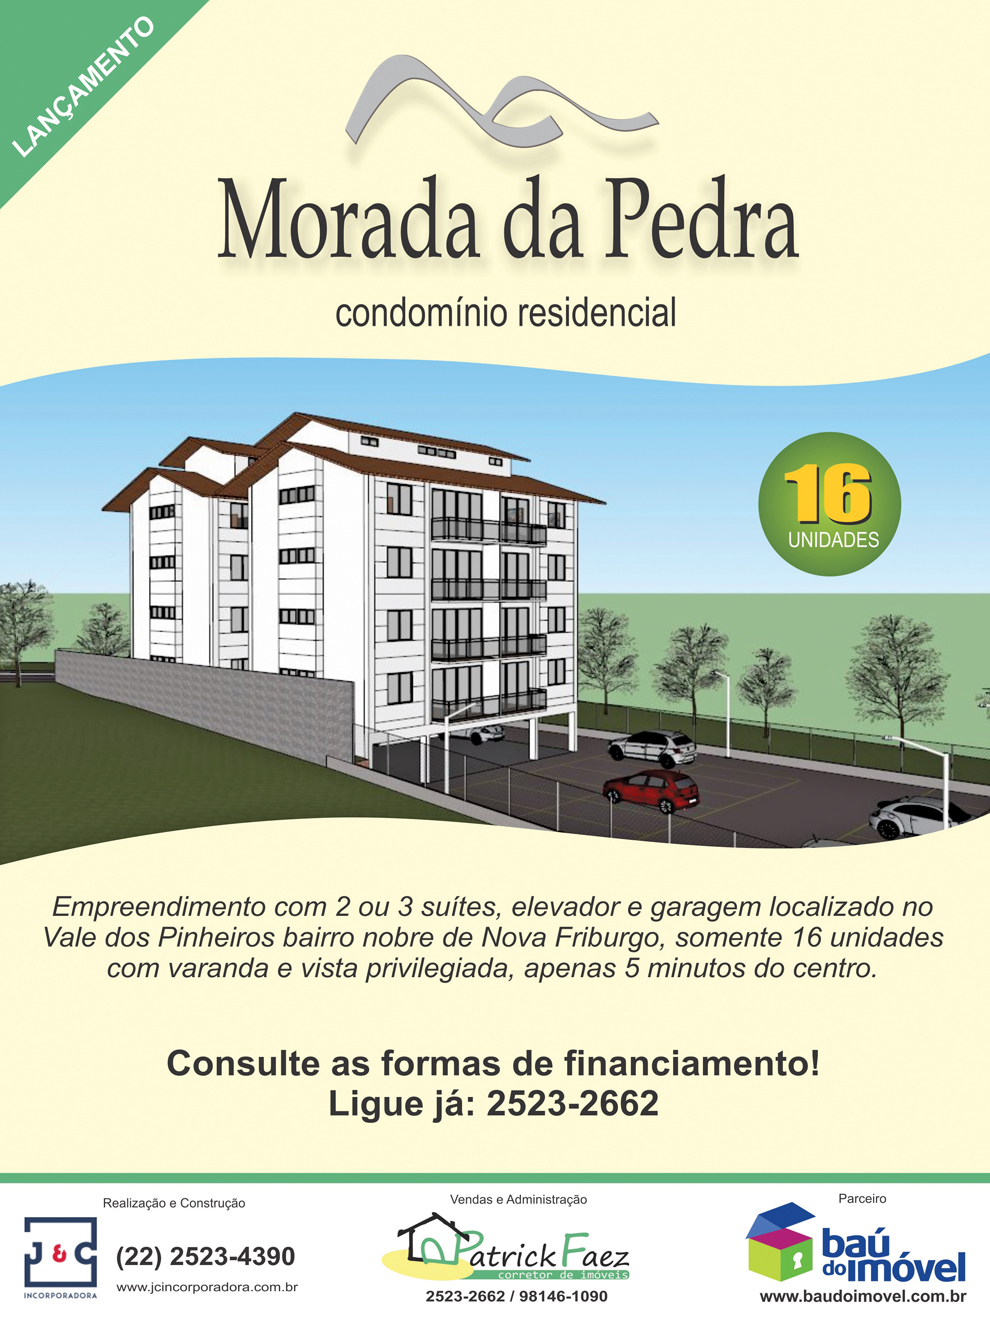 LANÇAMENTO
Morada da Pedra
condomínio residencial
16
UNIDADES
Empreendimento com 2 ou 3 suítes, elevador e garagem localizado no
Vale dos Pinheiros bairro nobre de Nova Friburgo, somente 16 unidades
com varanda e vista privilegiada, apenas 5 minutos do centro.
Consulte as formas de financiamento!
Ligue já: 2523-2662
Realização e Construção
J & C
INCORPORADORA
(22) 2523-4390
www.jcincorporadora.com.br
Vendas e Administração
Patrick Faez
corretor de imóveis
2523-2662 / 98146-1090
Parceiro
baú
do imóvel
www.baudoimovel.com.br